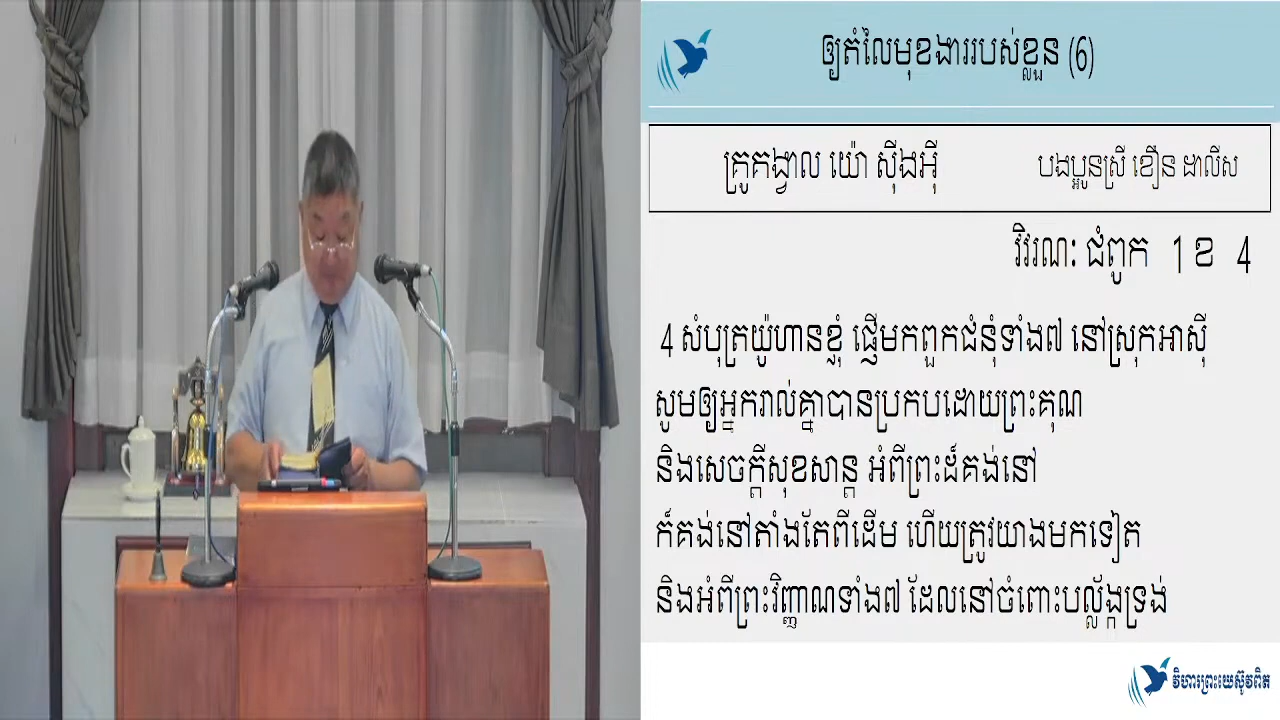 ឲ្យតំលៃមុខងាររបស់ខ្លួន (6)
គ្រូគង្វាល យ៉ោ ស៊ីងអ៊ី
បងប្អូនស្រី ខឿន ដាលីស
វិវរណៈ ជំពូក 1 ខ 4
4 សំបុត្រយ៉ូហានខ្ញុំ ផ្ញើមកពួកជំនុំទាំង៧ នៅស្រុកអាស៊ី
សូមឲ្យអ្នករាល់គ្នាបានប្រកបដោយព្រះគុណ
និងសេចក្តីសុខសាន្ត អំពីព្រះដ៏គង់នៅ
ក៏គង់នៅតាំងតែពីដើម ហើយត្រូវយាងមកទៀត
និងអំពីព្រះវិញ្ញាណទាំង៧ ដែលនៅចំពោះបល្ល័ង្កទ្រង់
វិហារព្រះយេស៊ូវពិត